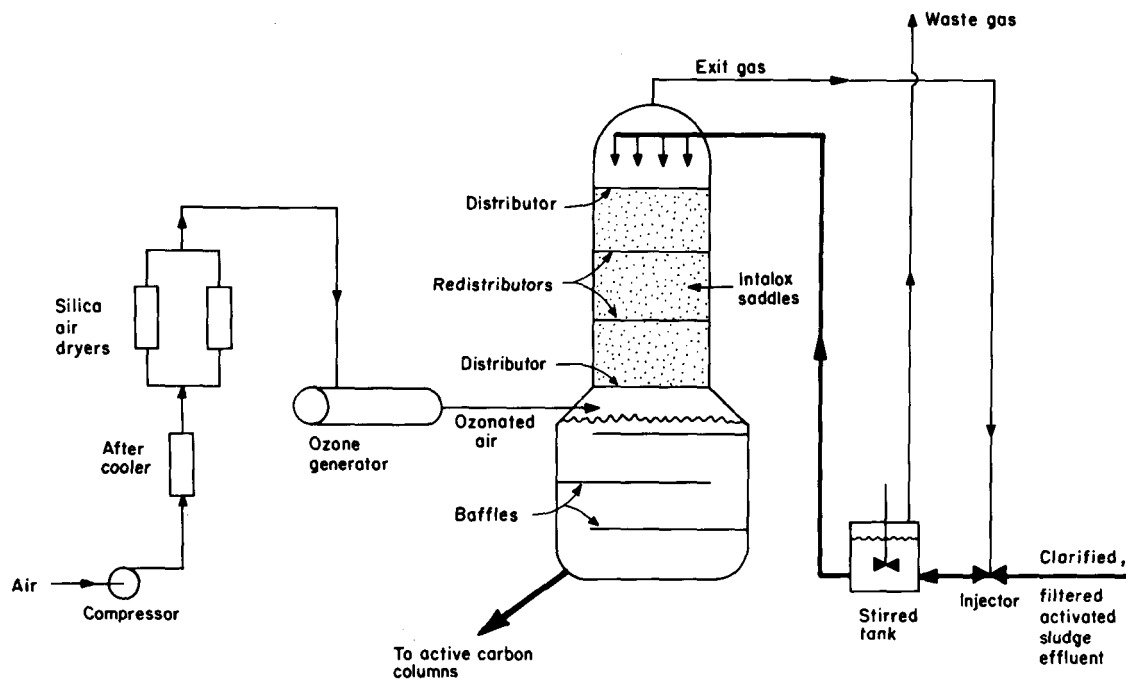 Waste gas
Exit gas
Distributor
Redistributors
Intalox
saddles
Silica
air
dryers
Distributor
Ozonated
air
Ozone
generator
After
cooler
Baffles
Air
Compressor
Clarified,
filtered
activated
sludge
effluent
Injector
Stirred
tank
To active carbon
columns